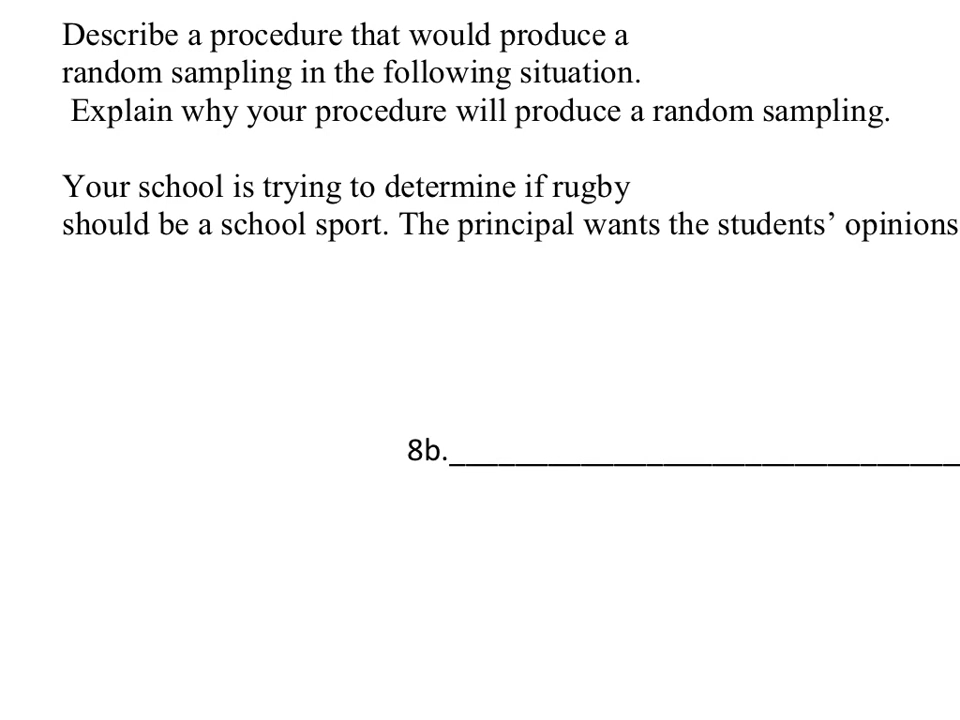 Describe a procedure that would produce a
random sampling in the following situation.
Explain why your procedure will produce a random sampling.
Your school is trying to determine if rugby
should be a school sport. The principal wants the students’ opinions
8b.________________________________